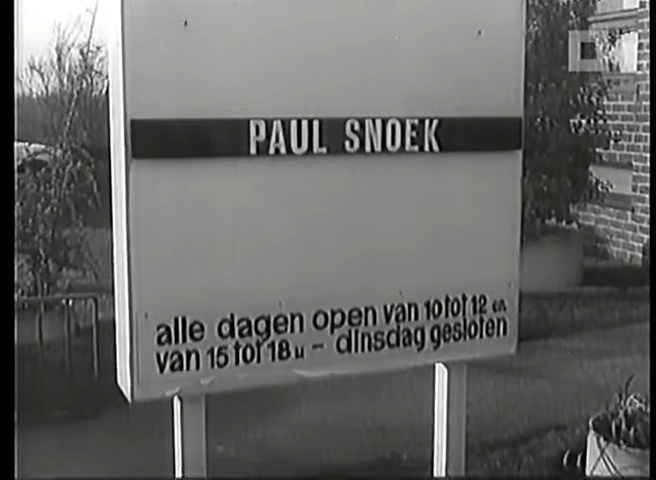 PAUL SNOEK
alle dagen open van 10 tot 12 en
van 15 tot 18 u - dinsdag gesloten